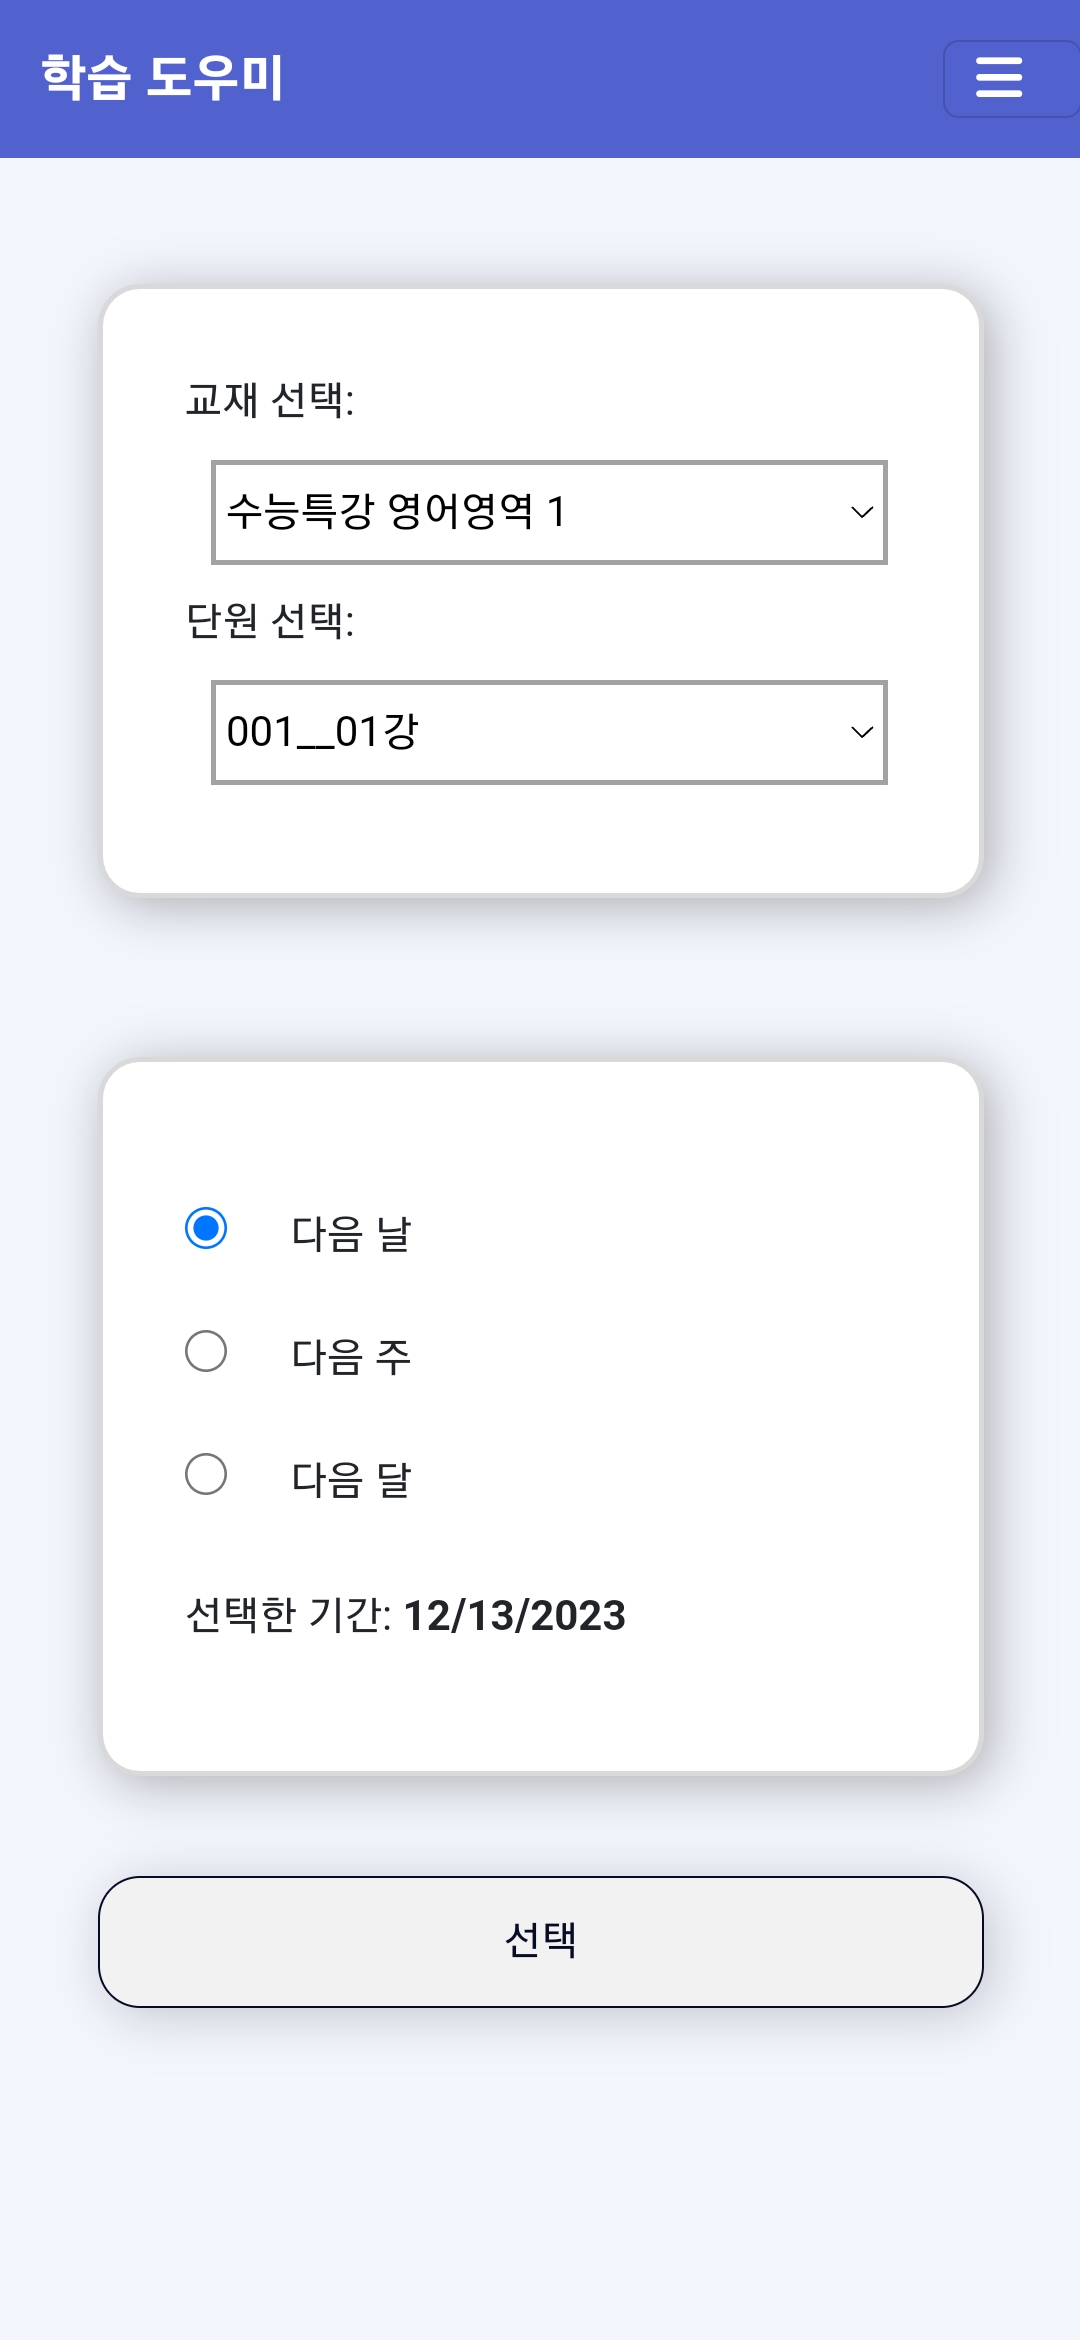 학습 도우미
교재 선택:
수능특강 영어영역 1
단원 선택:
001__01강
다음 날
다음 주
다음 달
선택한 기간: 12/13/2023
선택